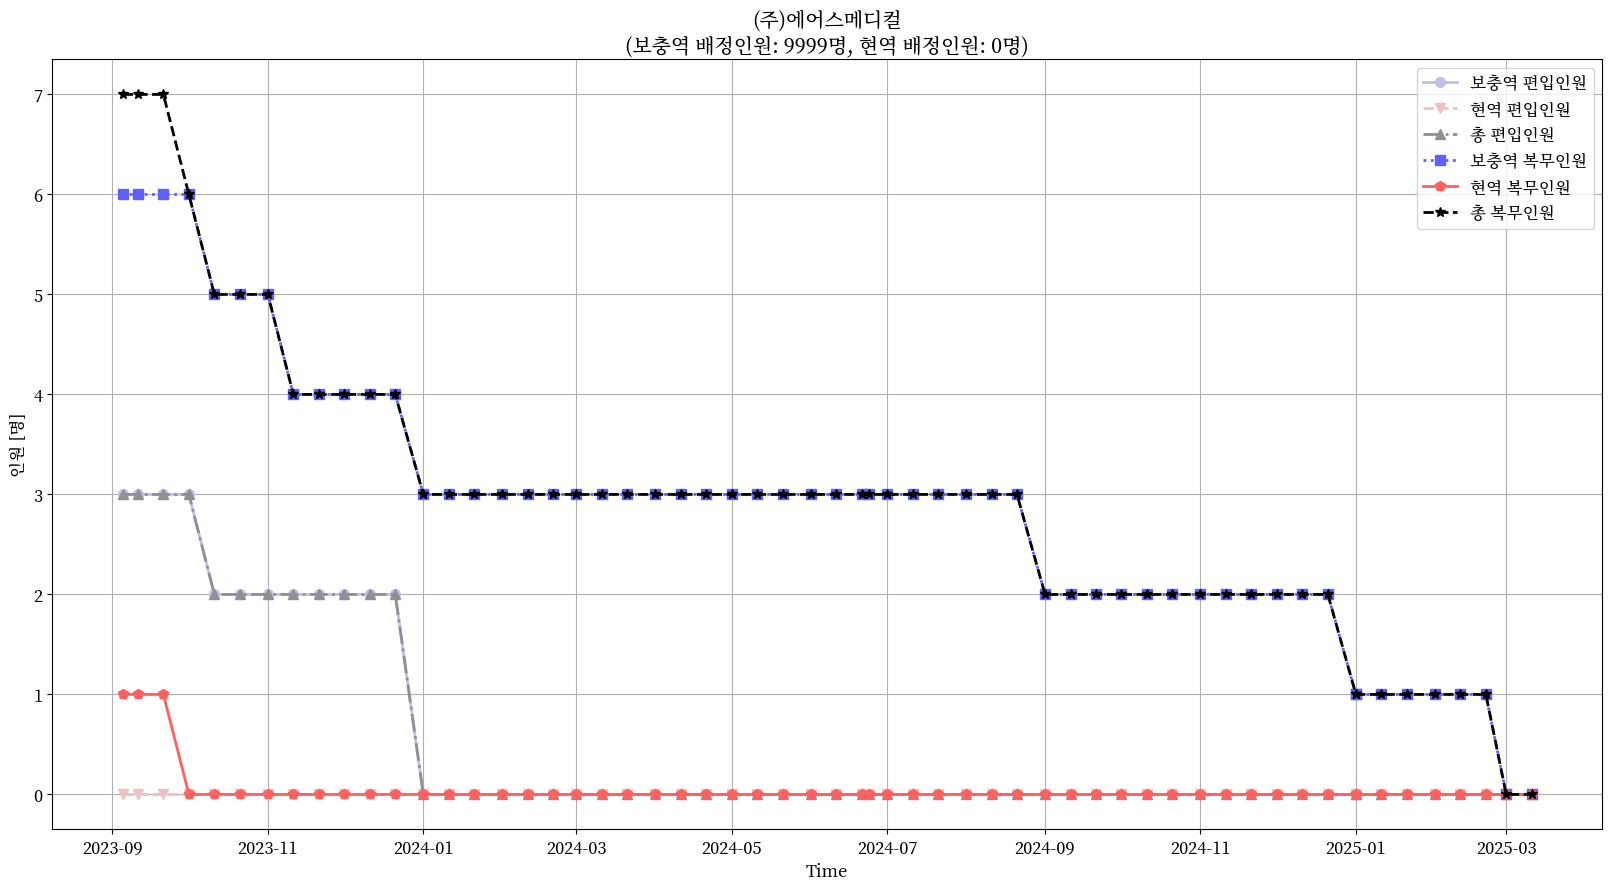 (주)에어스메디컬
(보충역 배정인원: 9999명, 현역 배정인원: 0명)
보충역 편입인원
현역 편입인원
총 편입인원
보충역 복무인원
현역 복무인원
총 복무인원
인원 [명]
7
6
5
4
3
2
1
0
2023-09
2023-11
2024-01
2024-03
2024-05
2024-07
2024-09
2024-11
2025-01
2025-03
Time